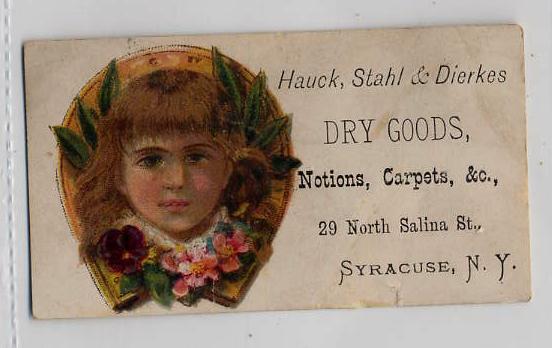 Hauck, Stahl & Dierkes
DRY GOODS,
Notions, Carpets, &c.,
29 North Salina St.,
SYRACUSE, N. Y.